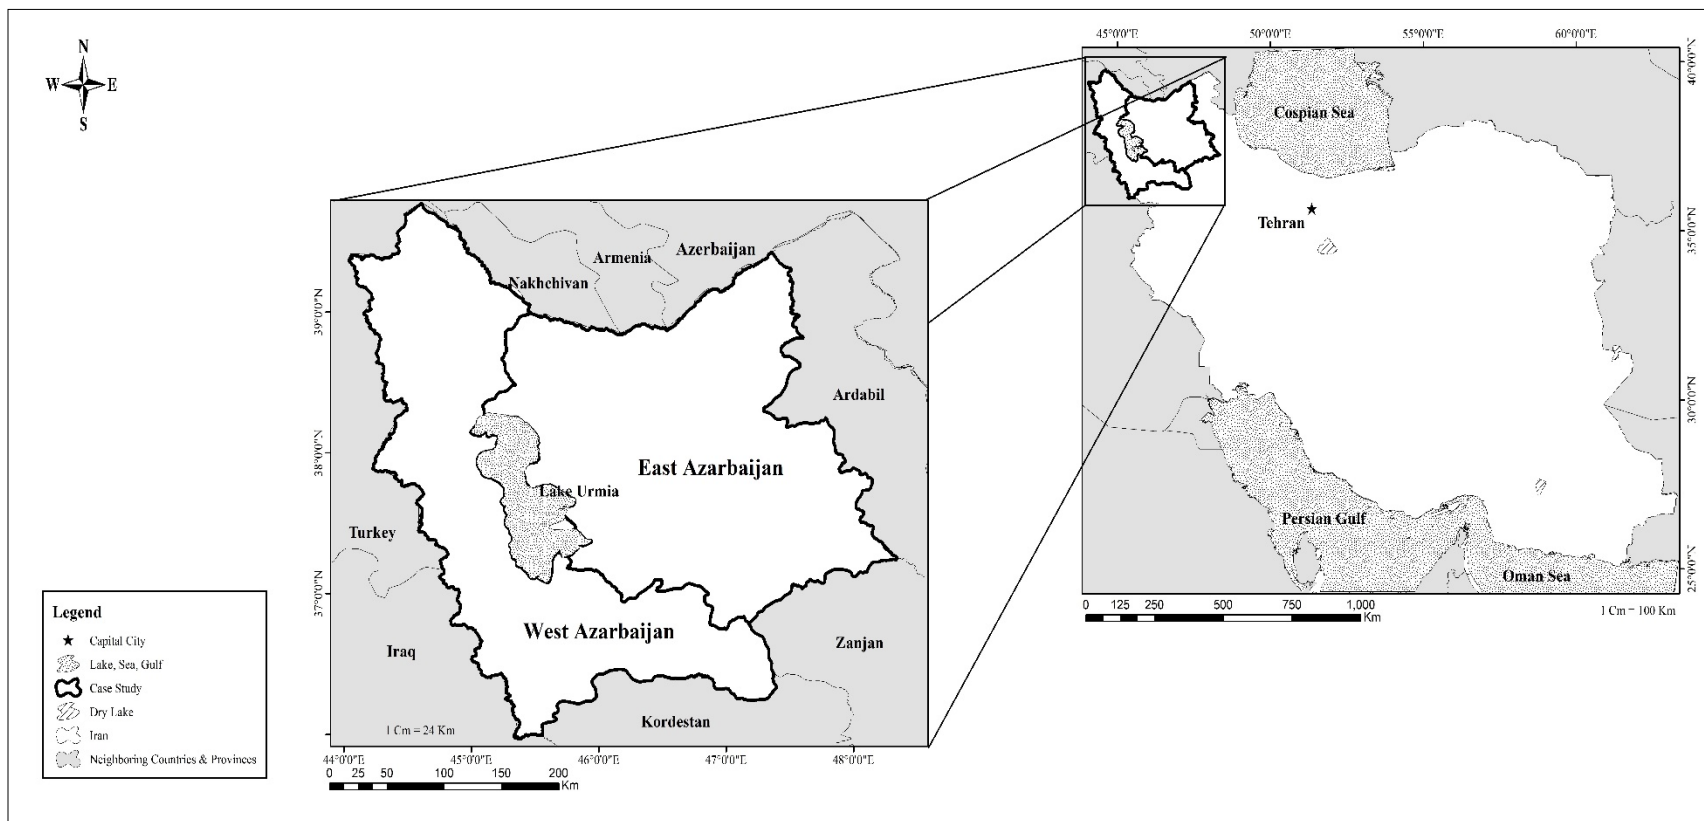 N
W E
S
45°0'0"E 50°0'0"E 55°0'0"E 60°0'0"E
40°0'0"N
35°0'0"N
30°0'0"N
25°0'0"N
Cospian Sea
Tehran
Persian Gulf
Oman Sea
0 125 250 500 750 1,000
Km
1 Cm = 100 Km
Armenia
Azerbaijan
Nakhchivan
Ardabil
East Azarbaijan
Lake Urmia
Turkey
West Azarbaijan
Iraq
Zanjan
Kordestan
1 Cm = 24 Km
39°0'0"N
38°0'0"N
37°0'0"N
44°0'0"E 45°0'0"E 46°0'0"E 47°0'0"E 48°0'0"E
0 25 50 100 150 200
Km
Legend
Capital City
Lake, Sea, Gulf
Case Study
Dry Lake
Iran
Neighboring Countries & Provinces